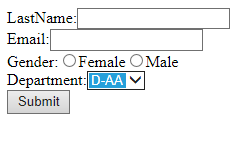 LastName:
Email:
Gender: Female Male
Department: D-AA
Submit